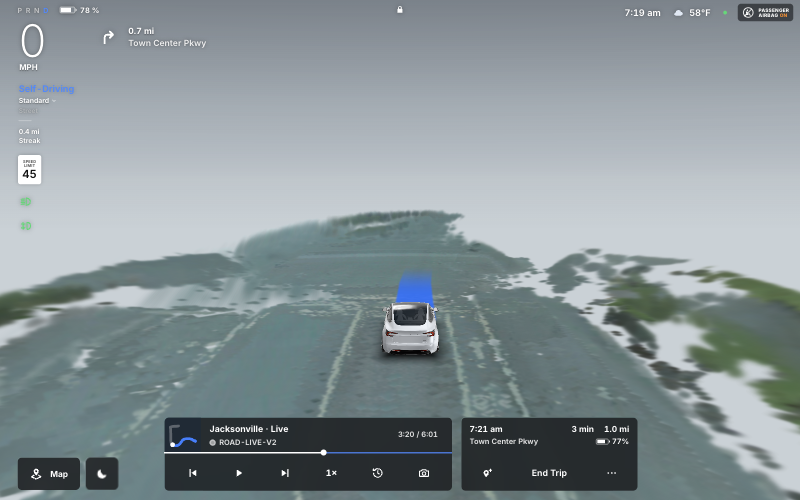 P R N
78 %
7:19 am
58°F
PASSENGER
AIRBAG ON
0
MPH
0.7 mi
Town Center Pkwy
Self-Driving
Standard
0.4 mi
Streak
SPEED
LIMIT
45
Jacksonville · Live
ROAD-LIVE-V2
3:20 / 6:01
1×
7:21 am
3 min
1.0 mi
Town Center Pkwy
77%
End Trip
Map